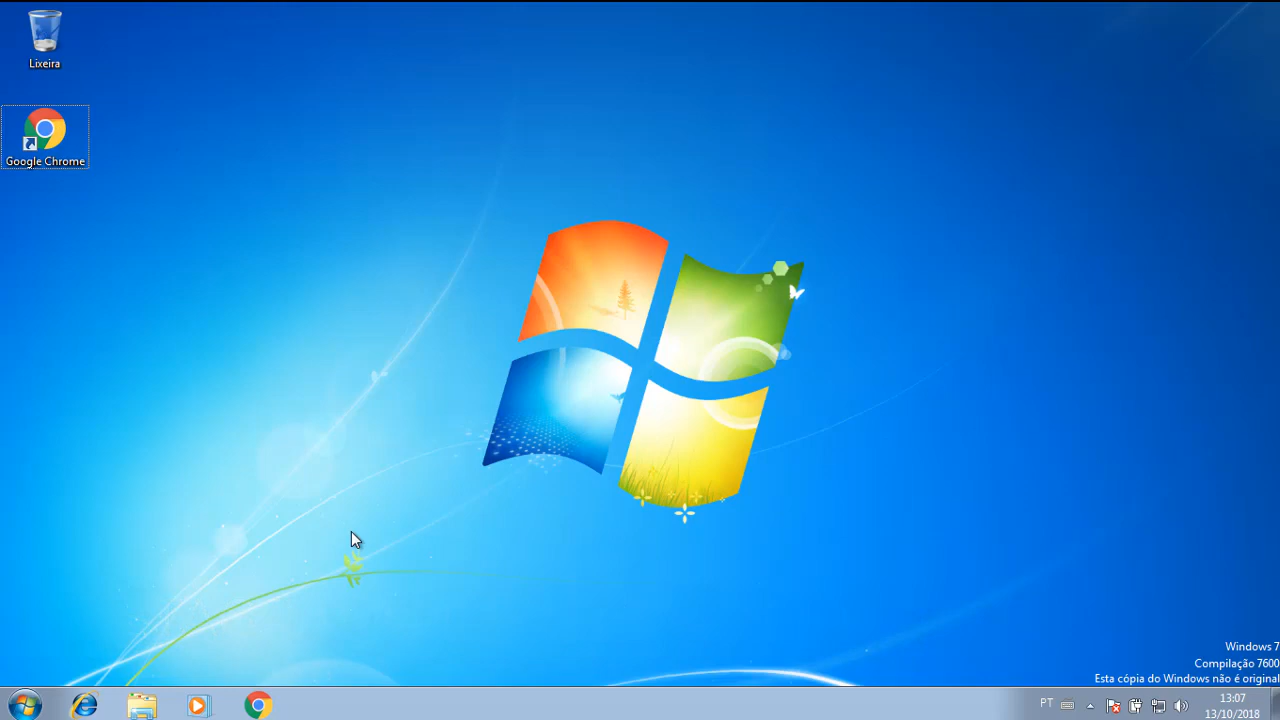 Lixeira
Google Chrome
Windows 7
Compilação 7600
Esta cópia do Windows não é original
PT
13:07
13/10/2018